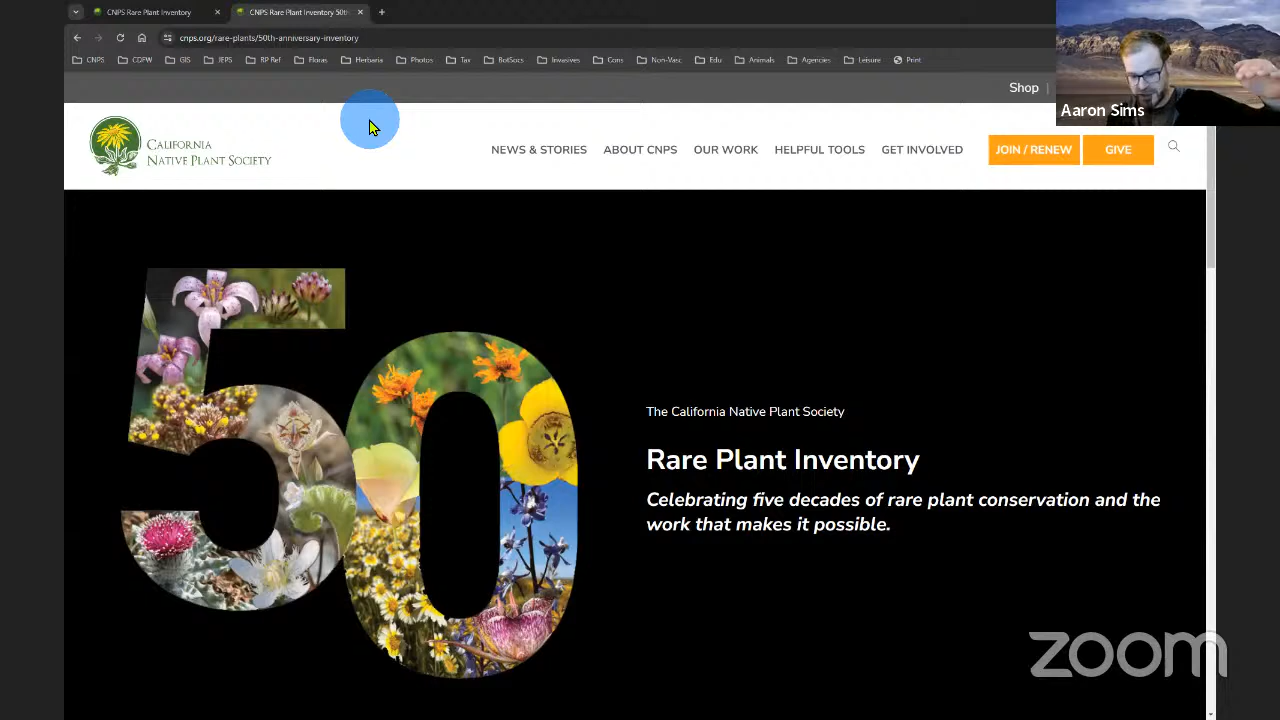 CNPS Rare Plant Inventory
CNPS Rare Plant Inventory 50th
cnps.org/rare-plants/50th-anniversary-inventory
CNPS
CDFW
GIS
JEPS
RP Ref
Floras
Herbaria
Photos
Tax
BotSocs
Invasives
Cons
Non-Vasc
Edu
Animals
Agencies
Leisure
Print
Shop |
Aaron Sims
CALIFORNIA
NATIVE PLANT SOCIETY
NEWS & STORIES
ABOUT CNPS
OUR WORK
HELPFUL TOOLS
GET INVOLVED
JOIN / RENEW
GIVE
50
The California Native Plant Society
Rare Plant Inventory
Celebrating five decades of rare plant conservation and the
work that makes it possible.
zoom